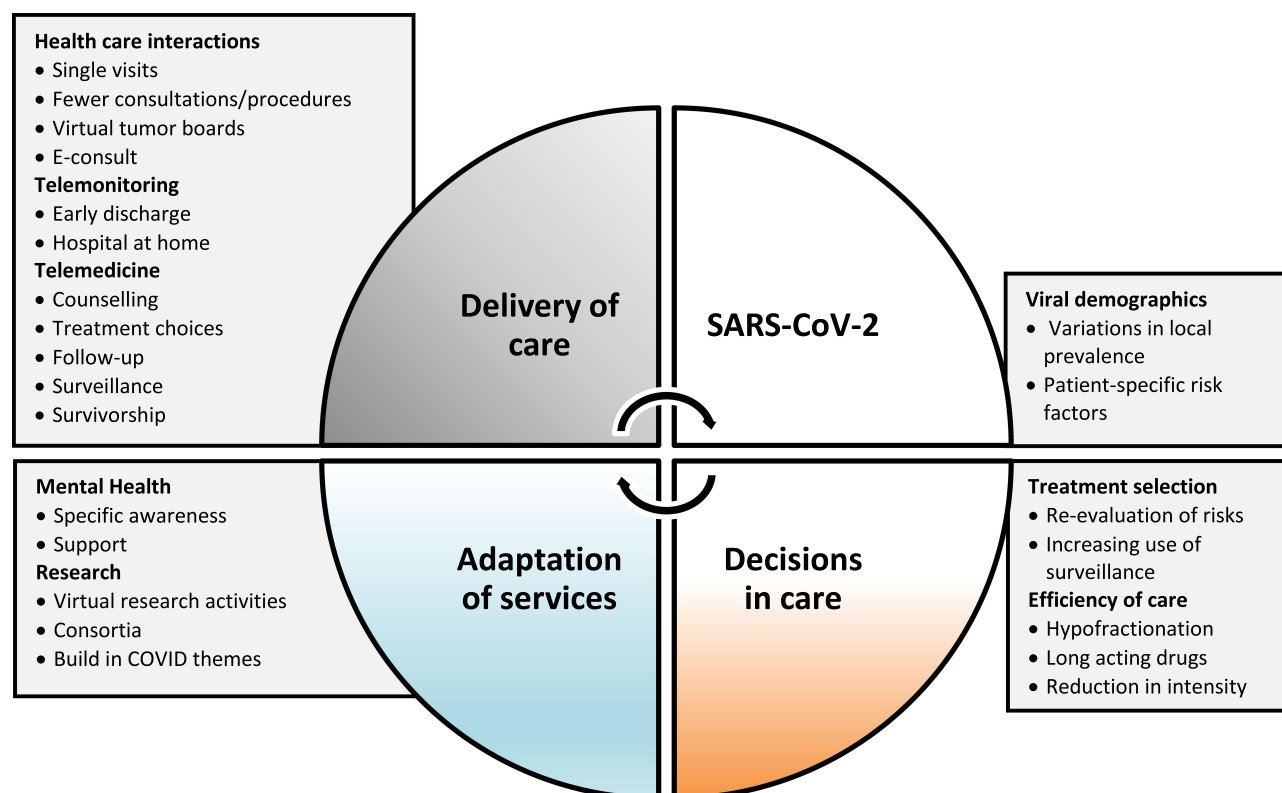 Health care interactions
• Single visits
• Fewer consultations/procedures
• Virtual tumor boards
• E-consult
Telemonitoring
• Early discharge
• Hospital at home
Telemedicine
• Counselling
• Treatment choices
• Follow-up
• Surveillance
• Survivorship
Delivery of
care
SARS-CoV-2
Viral demographics
• Variations in local
prevalence
• Patient-specific risk
factors
Mental Health
• Specific awareness
• Support
Research
• Virtual research activities
• Consortia
• Build in COVID themes
Adaptation
of services
Decisions
in care
Treatment selection
• Re-evaluation of risks
• Increasing use of
surveillance
Efficiency of care
• Hypofractionation
• Long acting drugs
• Reduction in intensity